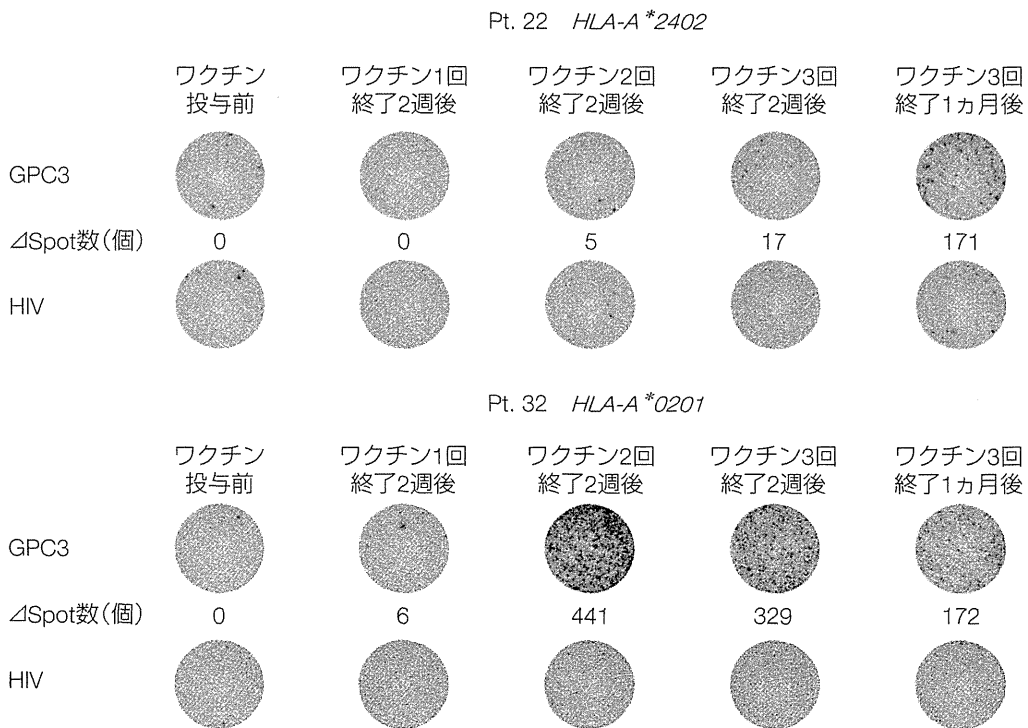 Pt. 22 HLA-A*2402
ワクチン ワクチン1回 ワクチン2回 ワクチン3回 ワクチン3回
投与前 終了2週後 終了2週後 終了2週後 終了1ヵ月後
GPC3
⊿Spot数(個) 0 0 5 17 171
HIV
Pt. 32 HLA-A*0201
ワクチン ワクチン1回 ワクチン2回 ワクチン3回 ワクチン3回
投与前 終了2週後 終了2週後 終了2週後 終了1ヵ月後
GPC3
⊿Spot数(個) 0 6 441 329 172
HIV